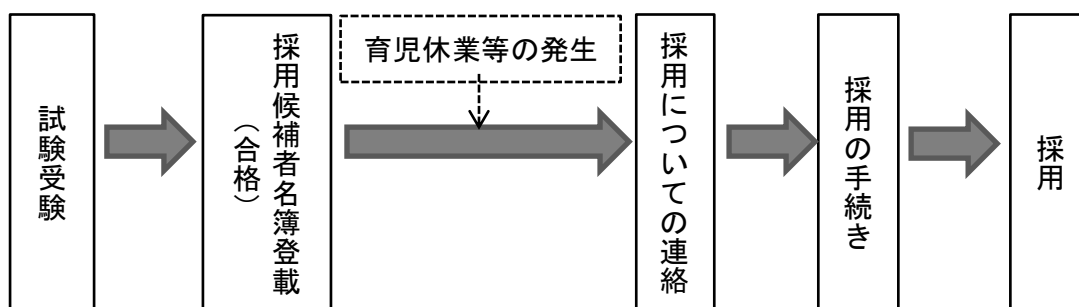 試験受験
採用候補者名簿登載
（合格）
育児休業等の発生
採用についての連絡
採用の手続き
採用